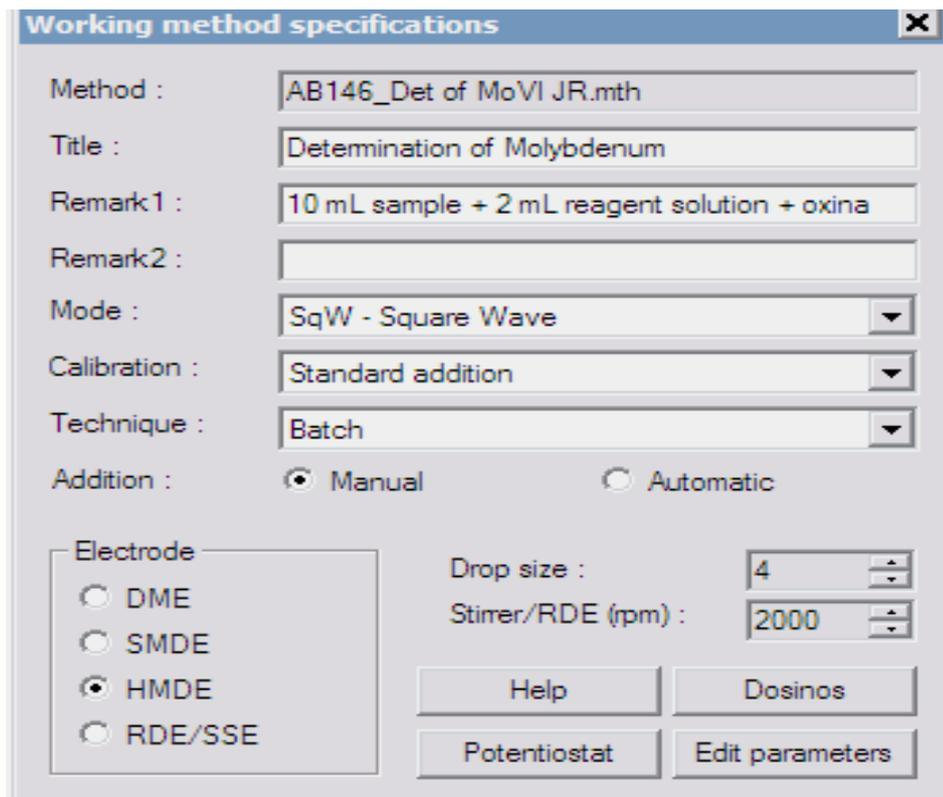 Working method specifications
Method : AB146_Det of MoVI JR.mth
Title : Determination of Molybdenum
Remark1 : 10 mL sample + 2 mL reagent solution + oxina
Remark2 :
Mode : SqW - Square Wave
Calibration : Standard addition
Technique : Batch
Addition : Manual Automatic
Electrode
DME
SMDE
HMDE
RDE/SSE
Drop size : 4
Stirrer/RDE (rpm) : 2000
Help Dosinos
Potentiostat Edit parameters